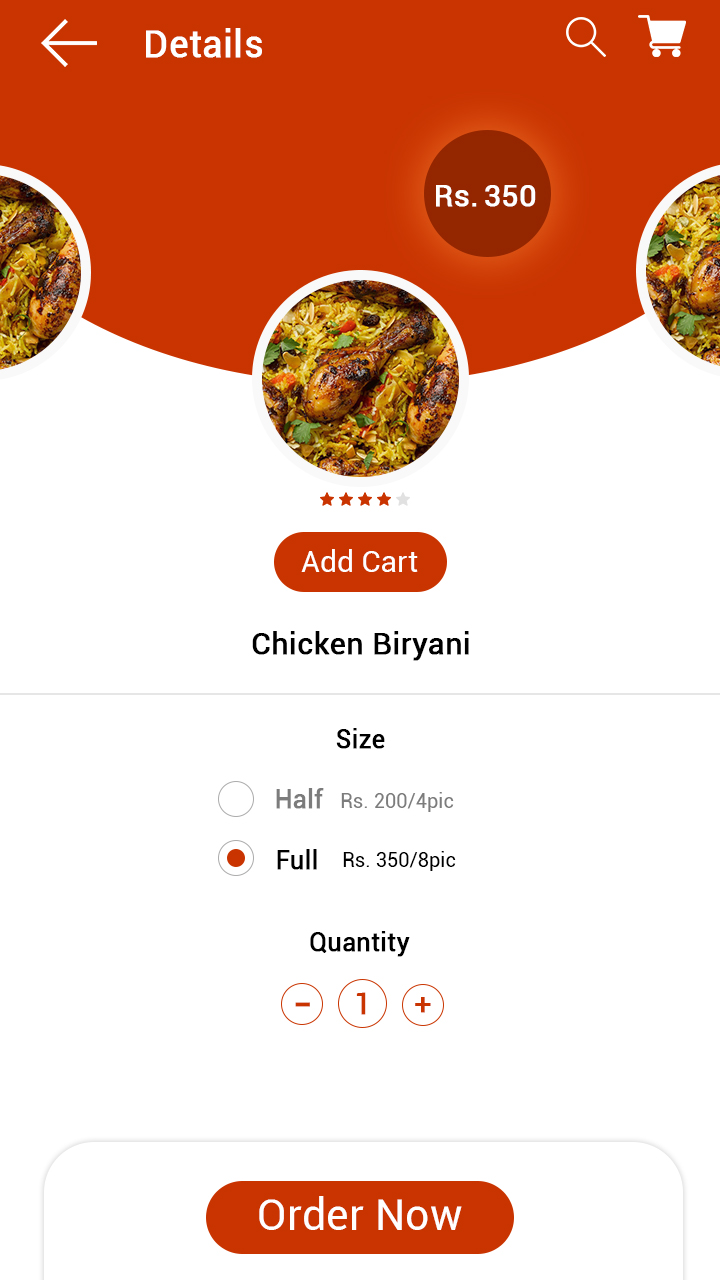 Details
Rs. 350
Add Cart
Chicken Biryani
Size
Half Rs. 200/4pic
Full Rs. 350/8pic
Quantity
- 1 +
Order Now